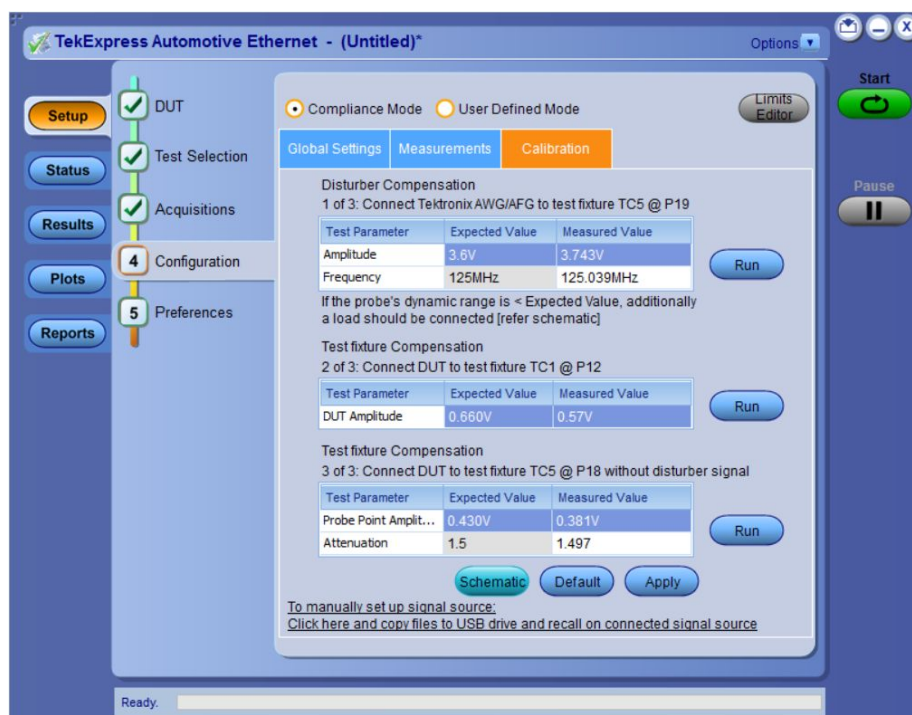 TekExpress Automotive Ethernet - (Untitled)*
Options
Start
Pause
Setup
Status
Results
Plots
Reports
DUT
Test Selection
Acquisitions
4 Configuration
5 Preferences
Compliance Mode User Defined Mode
Limits
Editor
Global Settings Measurements Calibration
Disturber Compensation
1 of 3: Connect Tektronix AWG/AFG to test fixture TC5 @ P19
Test Parameter Expected Value Measured Value
Amplitude 3.6V 3.743V
Frequency 125MHz 125.039MHz
Run
If the probe's dynamic range is < Expected Value, additionally
a load should be connected [refer schematic]
Test fixture Compensation
2 of 3: Connect DUT to test fixture TC1 @ P12
Test Parameter Expected Value Measured Value
DUT Amplitude 0.660V 0.57V
Run
Test fixture Compensation
3 of 3: Connect DUT to test fixture TC5 @ P18 without disturber signal
Test Parameter Expected Value Measured Value
Probe Point Amplit... 0.430V 0.381V
Attenuation 1.5 1.497
Run
Schematic Default Apply
To manually set up signal source:
Click here and copy files to USB drive and recall on connected signal source
Ready.